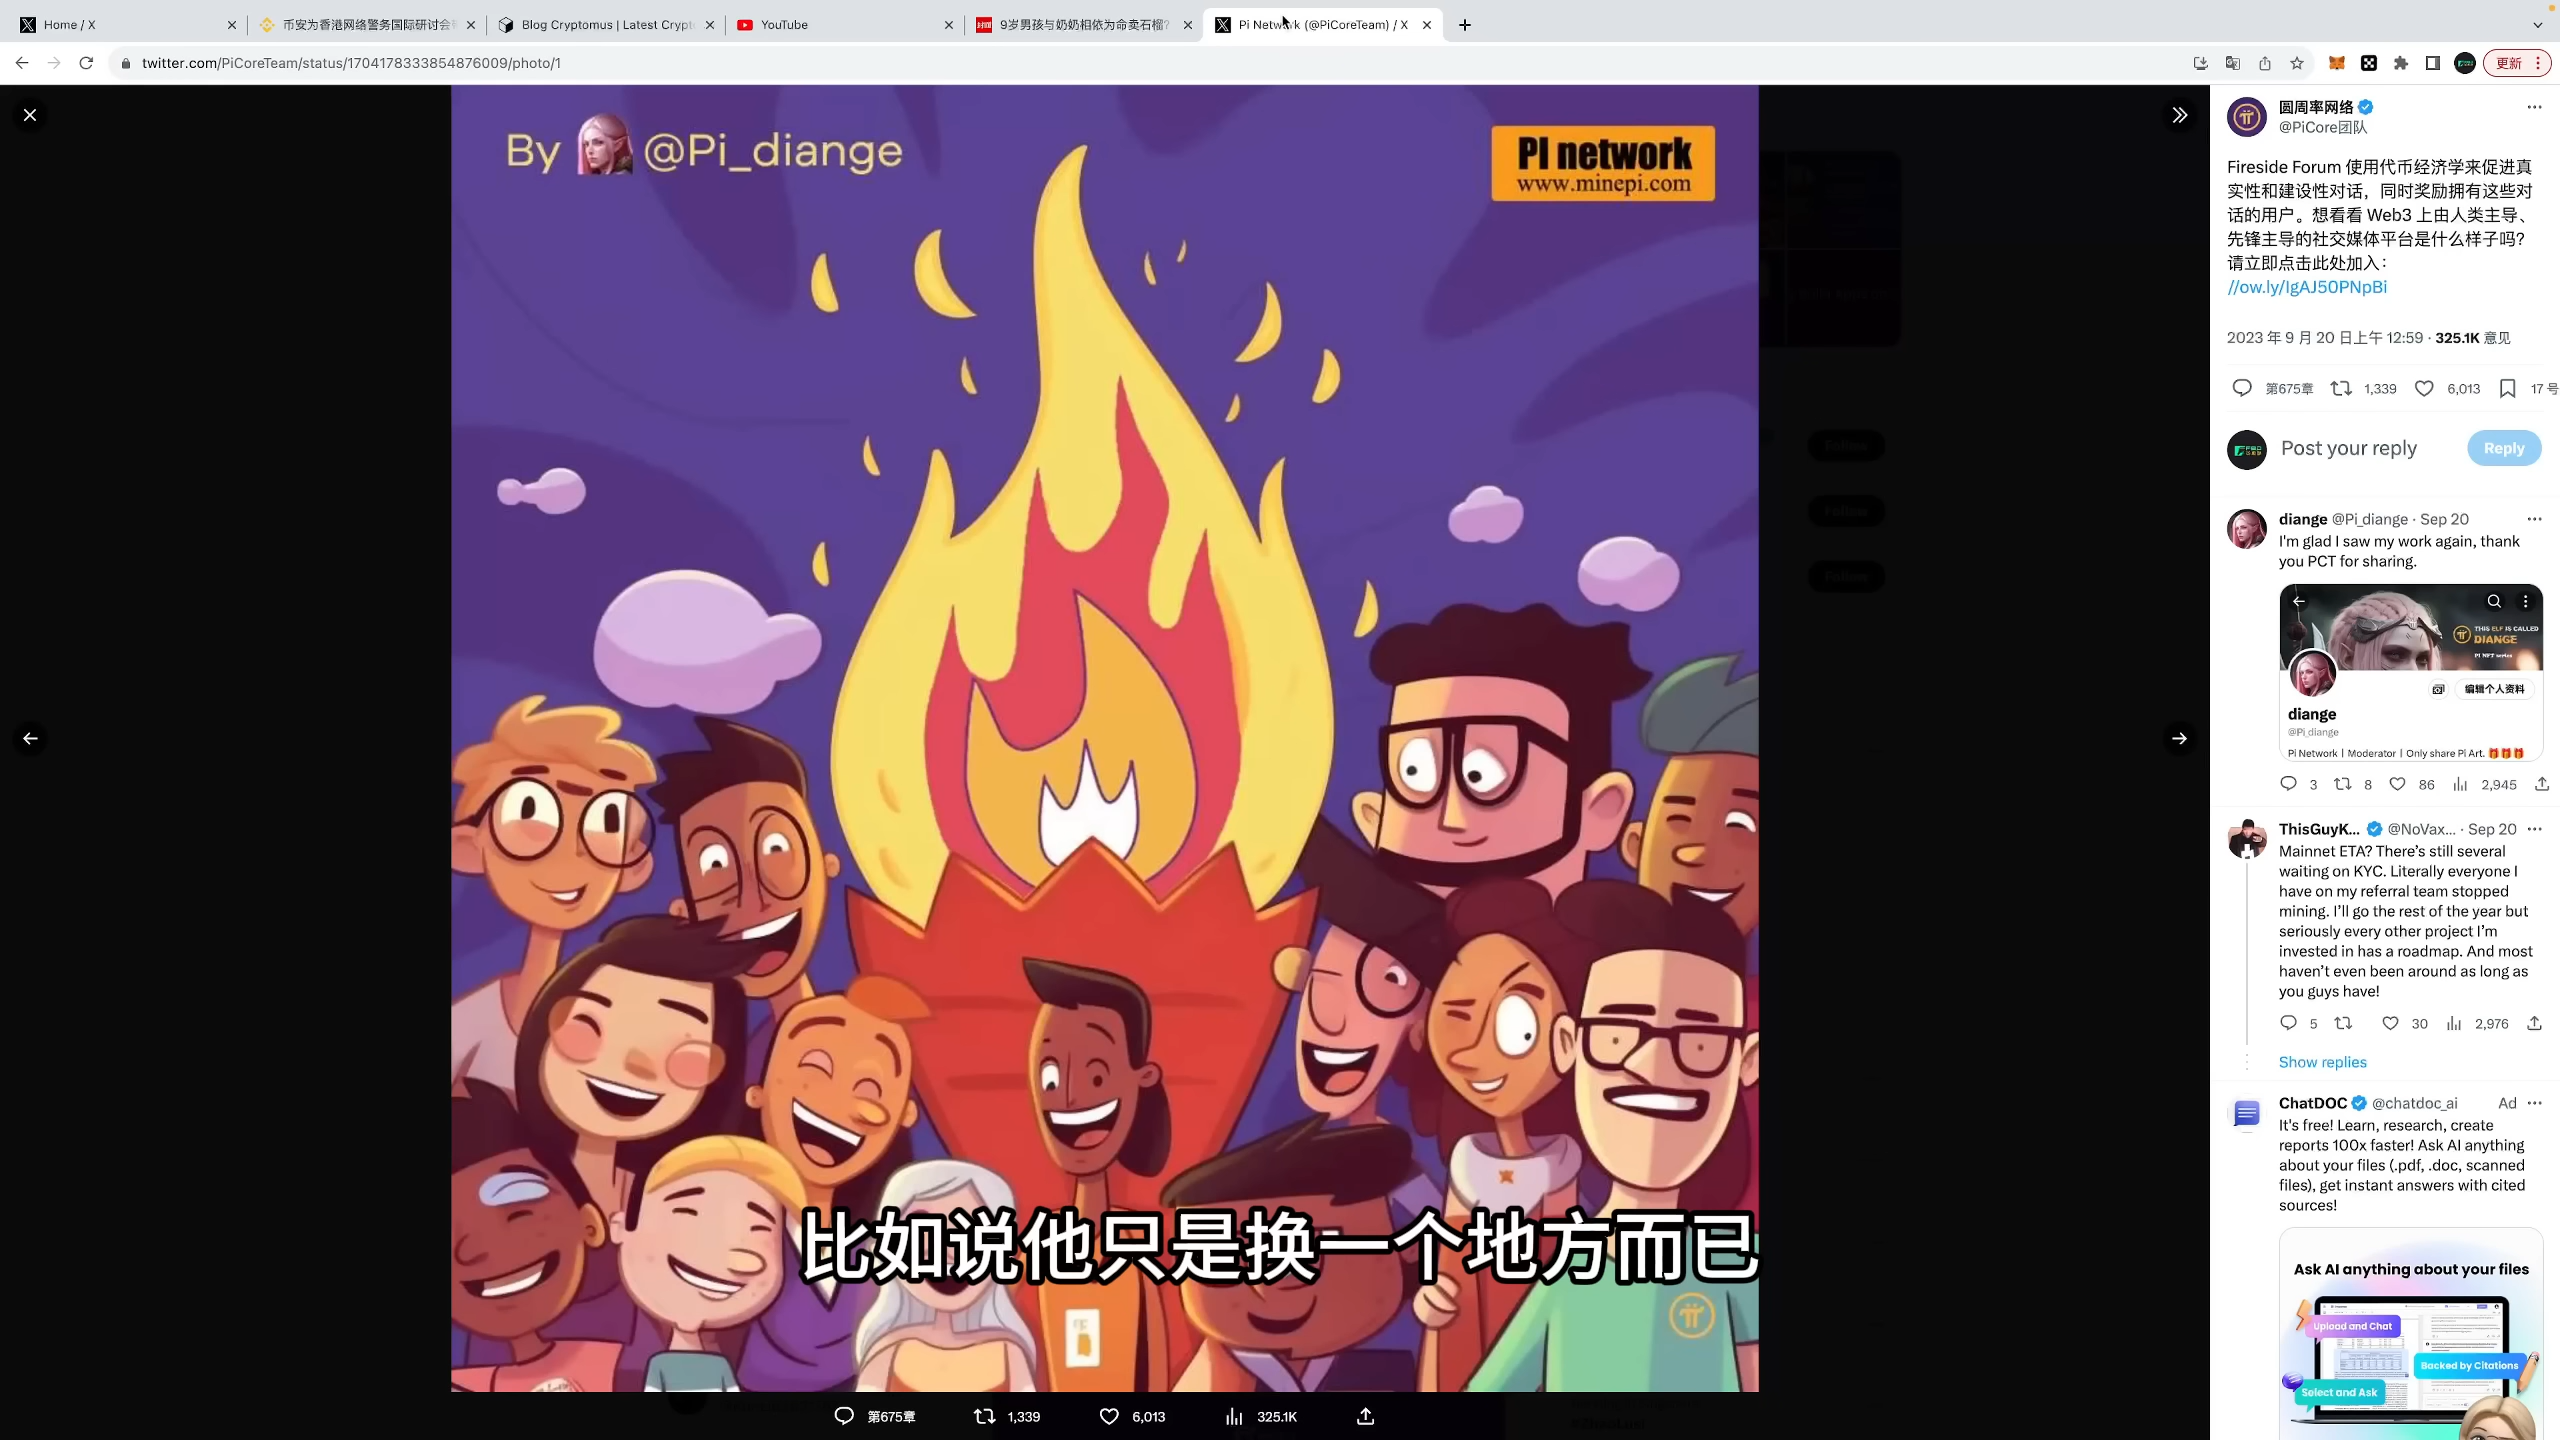 Home / X
币安为香港网络警务国际研讨会
Blog Cryptomus | Latest Crypt
YouTube
9岁男孩与奶奶相依为命卖石榴?
Pi Network (@PiCoreTeam) / X
twitter.com/PiCoreTeam/status/1704178333854876009/photo/1
更新
By @Pi_diange
PI network
www.minepi.com
比如说他只是换一个地方而已
第675章
1,339
6,013
325.1K
圆周率网络
@PiCore团队
Fireside Forum 使用代币经济学来促进真
实性和建设性对话，同时奖励拥有这些对
话的用户。想看看 Web3 上由人类主导、
先锋主导的社交媒体平台是什么样子吗?
请立即点击此处加入：
//ow.ly/IgAJ50PNpBi
2023 年 9 月 20 日上午 12:59 · 325.1K 意见
第675章 1,339 6,013 17 号
Post your reply
Reply
diange @Pi_diange · Sep 20
I'm glad I saw my work again, thank
you PCT for sharing.
THIS ELF IS CALLED
DIANGE
PI NFT series
编辑个人资料
diange
@Pi_diange
Pi Network | Moderator | Only share Pi Art.
3 8 86 2,945
ThisGuyK... @NoVax... · Sep 20
Mainnet ETA? There’s still several
waiting on KYC. Literally everyone I
have on my referral team stopped
mining. I’ll go the rest of the year but
seriously every other project I’m
invested in has a roadmap. And most
haven’t even been around as long as
you guys have!
5 30 2,976
Show replies
ChatDOC @chatdoc_ai Ad
It's free! Learn, research, create
reports 100x faster! Ask AI anything
about your files (.pdf, .doc, scanned
files), get instant answers with cited
sources!
Ask AI anything about your files
Upload and Chat
Backed by Citations
Select and Ask